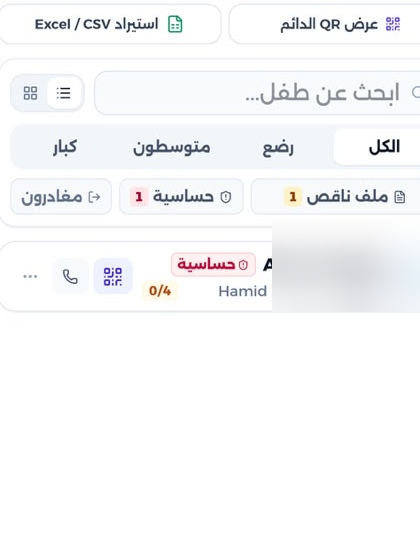 عرض QR الدائم
استيراد Excel / CSV
ابحث عن طفل...
الكل
رضع
متوسطون
كبار
ملف ناقص 1
حساسية 1
مغادرون
حساسية
Hamid
0/4